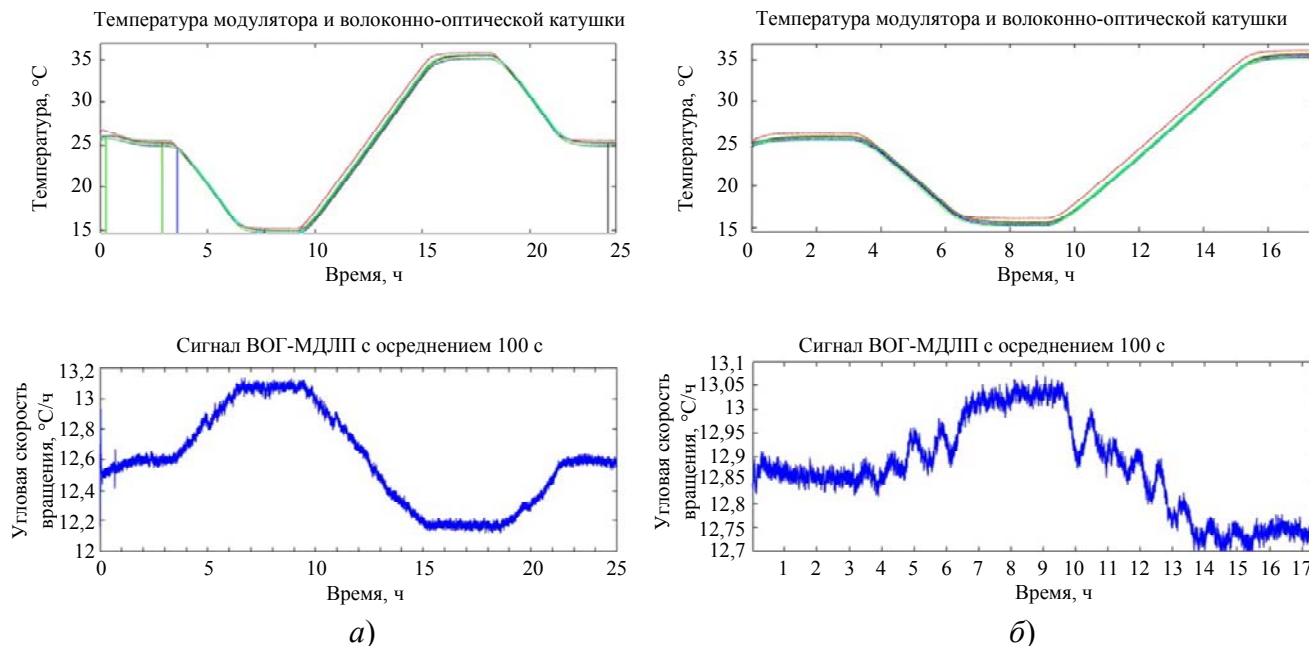 Температура модулятора и волоконно-оптической катушки
Температура, °С
35
30
25
20
15
0 5 10 15 20 25
Время, ч
Температура модулятора и волоконно-оптической катушки
Температура, °С
35
30
25
20
15
0 2 4 6 8 10 12 14 16
Время, ч
Сигнал ВОГ-МДЛП с осреднением 100 с
Угловая скорость
вращения, °С/ч
13,2
13
12,8
12,6
12,4
12,2
12
0 5 10 15 20 25
Время, ч
а)
Сигнал ВОГ-МДЛП с осреднением 100 с
Угловая скорость
вращения, °С/ч
13,1
13,05
13
12,9
12,85
12,8
12,75
12,7
1 2 3 4 5 6 7 8 9 10 11 12 13 14 15 16 17
Время, ч
б)